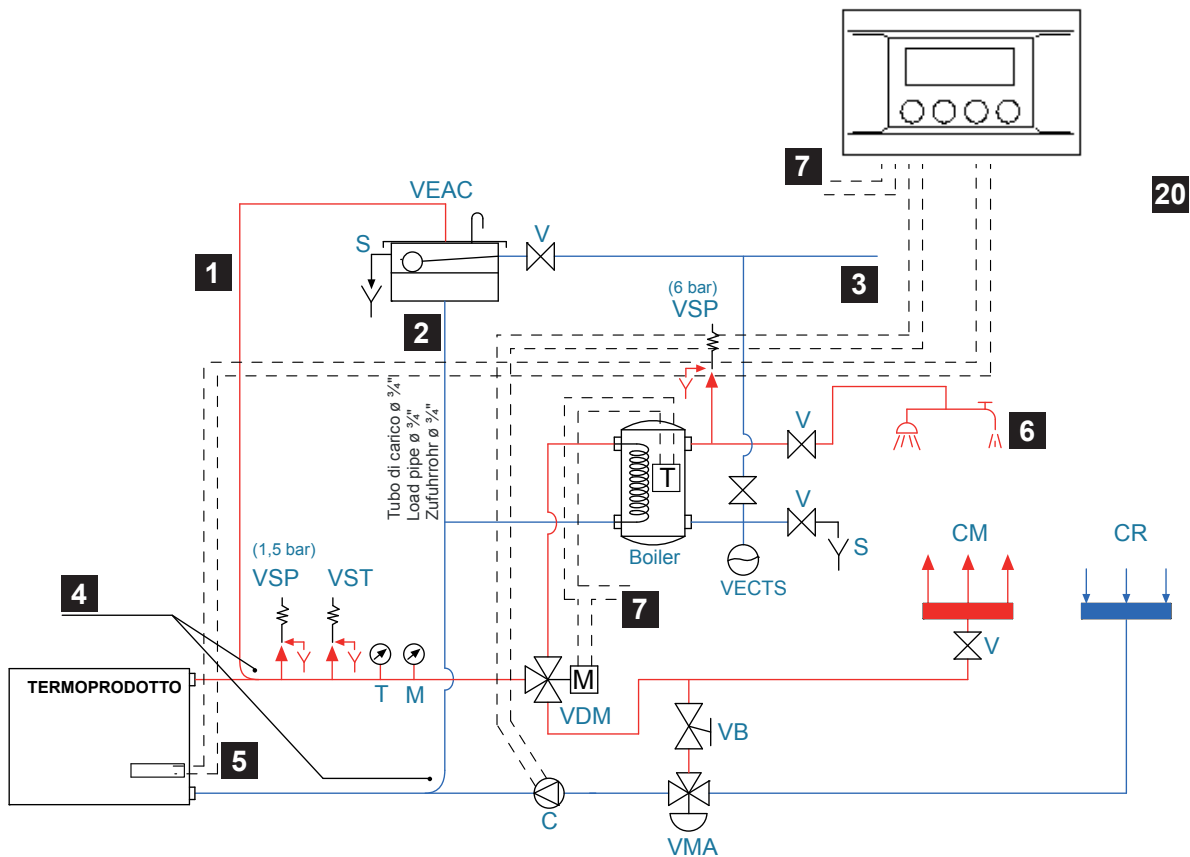 7
20
VEAC
S
V
1
3
2
(6 bar)
VSP
Tubo di carico ø ¾"
Load pipe ø ¾"
Zufuhrrohr ø ¾"
V
6
T
V
(1,5 bar)
VSP
VST
Boiler
S
VECTS
CM
CR
4
7
V
TERMOPRODOTTO
T
M
M
VDM
VB
5
C
VMA